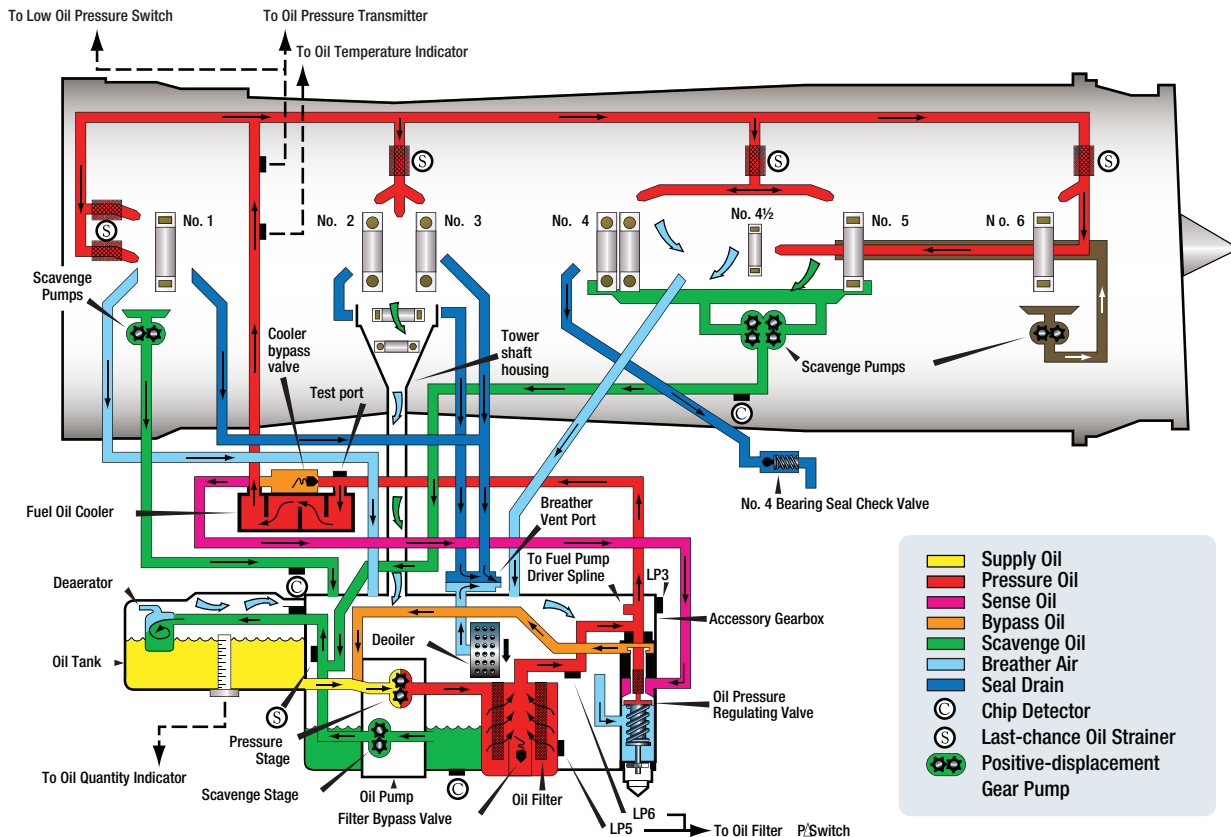 To Low Oil Pressure Switch
To Oil Pressure Transmitter
To Oil Temperature Indicator
S
S
S
No. 1
No. 2
No. 3
No. 4
No. 4½
No. 5
N o. 6
S
Scavenge
Pumps
Cooler
bypass
valve
Test port
Tower
shaft
housing
Scavenge Pumps
C
No. 4 Bearing Seal Check Valve
Fuel Oil Cooler
Breather
Vent Port
To Fuel Pump
Driver Spline
LP3
Accessory Gearbox
Deaerator
C
Oil Tank
Deoiler
Oil Pressure
Regulating Valve
S
Pressure
Stage
To Oil Quantity Indicator
Scavenge Stage
Oil Pump
C
Filter Bypass Valve
Oil Filter
LP6
LP5
To Oil Filter P△Switch
Supply Oil
Pressure Oil
Sense Oil
Bypass Oil
Scavenge Oil
Breather Air
Seal Drain
C Chip Detector
S Last-chance Oil Strainer
Positive-displacement
Gear Pump